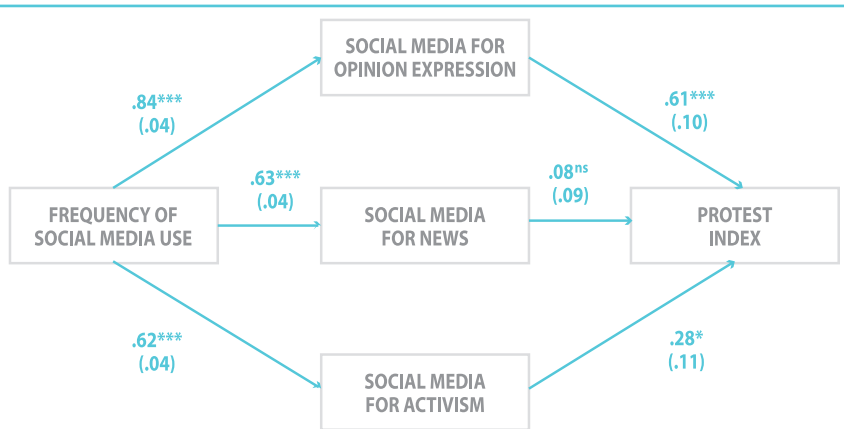 SOCIAL MEDIA FOR
OPINION EXPRESSION
.84***
(.04)
.61***
(.10)
.63***
(.04)
.08ns
(.09)
FREQUENCY OF
SOCIAL MEDIA USE
SOCIAL MEDIA
FOR NEWS
PROTEST
INDEX
.62***
(.04)
.28*
(.11)
SOCIAL MEDIA
FOR ACTIVISM